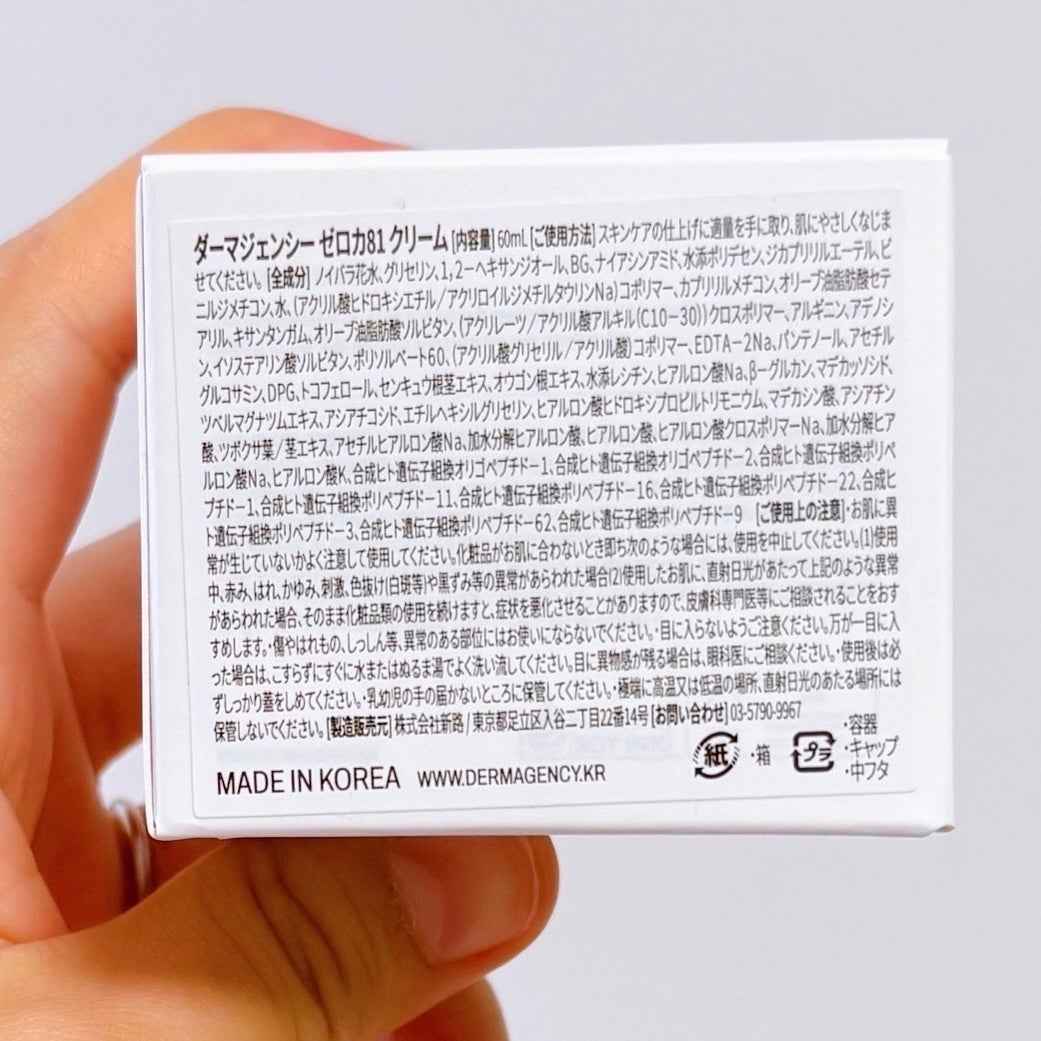 ダーマジェンシー ゼロカ81 クリーム [内容量] 60mL [ご使用方法] スキンケアの仕上げに適量を手に取り、肌にやさしくなじま
せてください。[全成分] ノイバラ花水、グリセリン、1,2-ヘキサンジオール、BG、ナイアシンアミド、水添ポリデセン、ジカプリリルエーテル、ビ
ニルジメチコン、水、(アクリル酸ヒドロキシエチル/アクリロイルジメチルタウリンNa)コポリマー、カプリリルメチコン、オリーブ油脂肪酸セテ
アリル、キサンタンガム、オリーブ油脂肪酸ソルビタン、(アクリレーツ/アクリル酸アルキル(C10-30))クロスポリマー、アルギニン、アデノシ
ン、イソステアリン酸ソルビタン、ポリソルベート60、(アクリル酸グリセリル/アクリル酸)コポリマー、EDTA-2Na、パンテノール、アセチル
グルコサミン、DPG、トコフェロール、センキュウ根茎エキス、オウゴン根エキス、水添レシチン、ヒアルロン酸Na、β-グルカン、マデカッソシド、
ツベルマグナツムエキス、アシアチコシド、エチルヘキシルグリセリン、ヒアルロン酸ヒドロキシプロピルトリモニウム、マデカシン酸、アシアチン
酸、ツボクサ葉/茎エキス、アセチルヒアルロン酸Na、加水分解ヒアルロン酸、ヒアルロン酸、ヒアルロン酸クロスポリマーNa、加水分解ヒア
ルロン酸Na、ヒアルロン酸K、合成ヒト遺伝子組換オリゴペプチド-1、合成ヒト遺伝子組換オリゴペプチド-2、合成ヒト遺伝子組換ポリペ
プチド-1、合成ヒト遺伝子組換ポリペプチド-11、合成ヒト遺伝子組換ポリペプチド-16、合成ヒト遺伝子組換ポリペプチド-22、合成ヒ
ト遺伝子組換ポリペプチド-3、合成ヒト遺伝子組換ポリペプチド-62、合成ヒト遺伝子組換ポリペプチド-9 [ご使用上の注意]・お肌に異
常が生じていないかよく注意して使用してください。化粧品がお肌に合わないとき即ち次のような場合には、使用を中止してください。(1)使用
中、赤み、はれ、かゆみ、刺激、色抜け(白斑等)や黒ずみ等の異常があらわれた場合(2)使用したお肌に、直射日光があたって上記のような異常
があらわれた場合、そのまま化粧品類の使用を続けますと、症状を悪化させることがありますので、皮膚科専門医等にご相談されることをおす
すめします。・傷やはれもの、しっしん等、異常のある部位にはお使いにならないでください。・目に入らないようご注意ください。万が一目に入
った場合は、こすらずにすぐに水またはぬるま湯でよく洗い流してください。目に異物感が残る場合は、眼科医にご相談ください。・使用後は必
ずしっかり蓋をしめてください。・乳幼児の手の届かないところに保管してください。・極端に高温又は低温の場所、直射日光のあたる場所には
保管しないでください。[製造販売元] 株式会社新路/東京都足立区入谷二丁目22番14号 [お問い合わせ] 03-5790-9967
MADE IN KOREA WWW.DERMAGENCY.KR
紙 ・箱
プラ ・容器
・キャップ
・中フタ